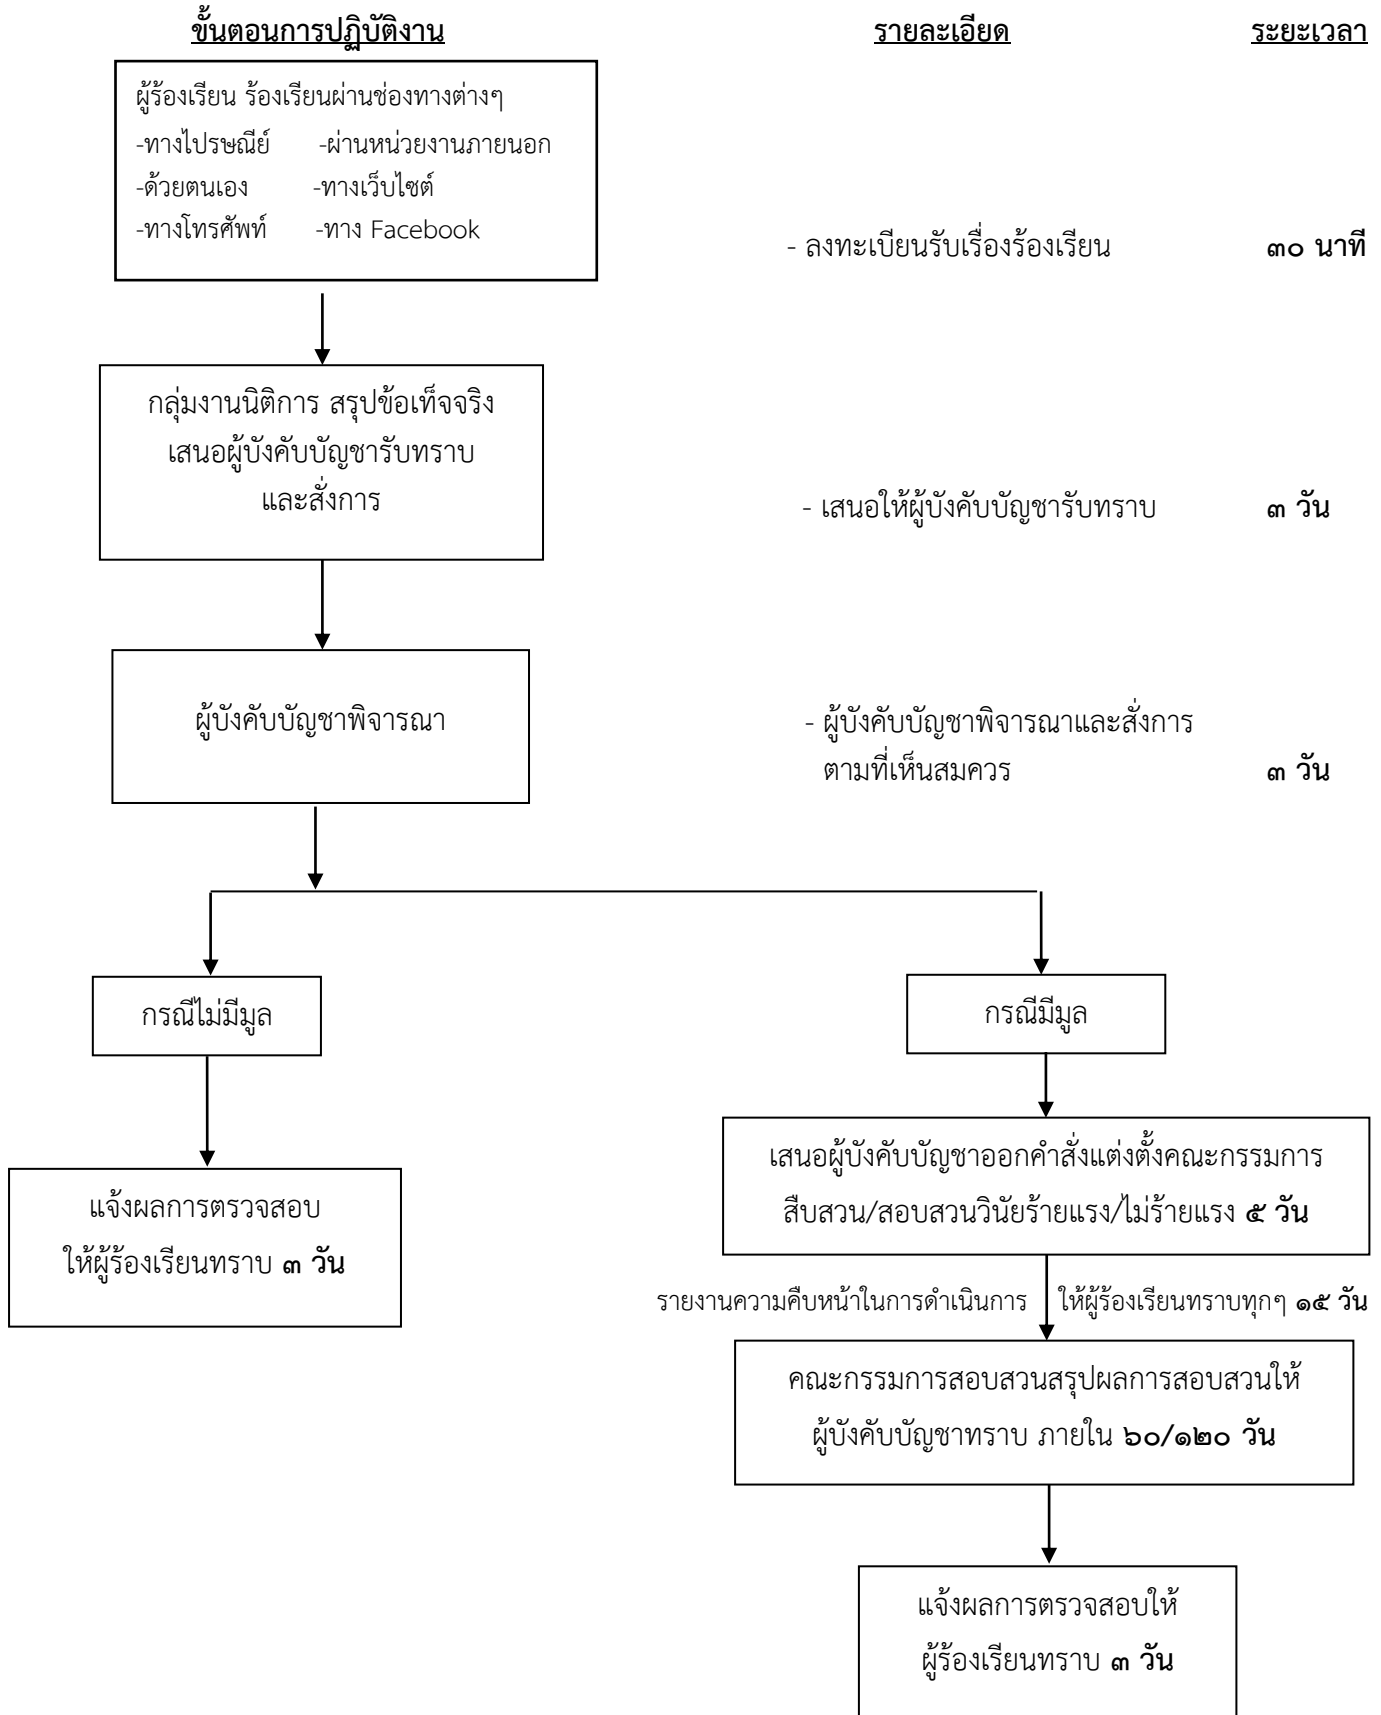 ขั้นตอนการปฏิบัติงาน รายละเอียด ระยะเวลา
ผู้ร้องเรียน ร้องเรียนผ่านช่องทางต่างๆ
-ทางไปรษณีย์ -ผ่านหน่วยงานภายนอก
-ด้วยตนเอง -ทางเว็บไซต์
-ทางโทรศัพท์ -ทาง Facebook
- ลงทะเบียนรับเรื่องร้องเรียน ๓๐ นาที
กลุ่มงานนิติการ สรุปข้อเท็จจริง
เสนอผู้บังคับบัญชารับทราบ
และสั่งการ
- เสนอให้ผู้บังคับบัญชารับทราบ ๓ วัน
ผู้บังคับบัญชาพิจารณา
- ผู้บังคับบัญชาพิจารณาและสั่งการ
ตามที่เห็นสมควร ๓ วัน
กรณีไม่มีมูล
กรณีมีมูล
แจ้งผลการตรวจสอบ
ให้ผู้ร้องเรียนทราบ ๓ วัน
เสนอผู้บังคับบัญชาออกคำสั่งแต่งตั้งคณะกรรมการ
สืบสวน/สอบสวนวินัยร้ายแรง/ไม่ร้ายแรง ๕ วัน
รายงานความคืบหน้าในการดำเนินการ ให้ผู้ร้องเรียนทราบทุกๆ ๑๕ วัน
คณะกรรมการสอบสวนสรุปผลการสอบสวนให้
ผู้บังคับบัญชาทราบ ภายใน ๖๐/๑๒๐ วัน
แจ้งผลการตรวจสอบให้
ผู้ร้องเรียนทราบ ๓ วัน